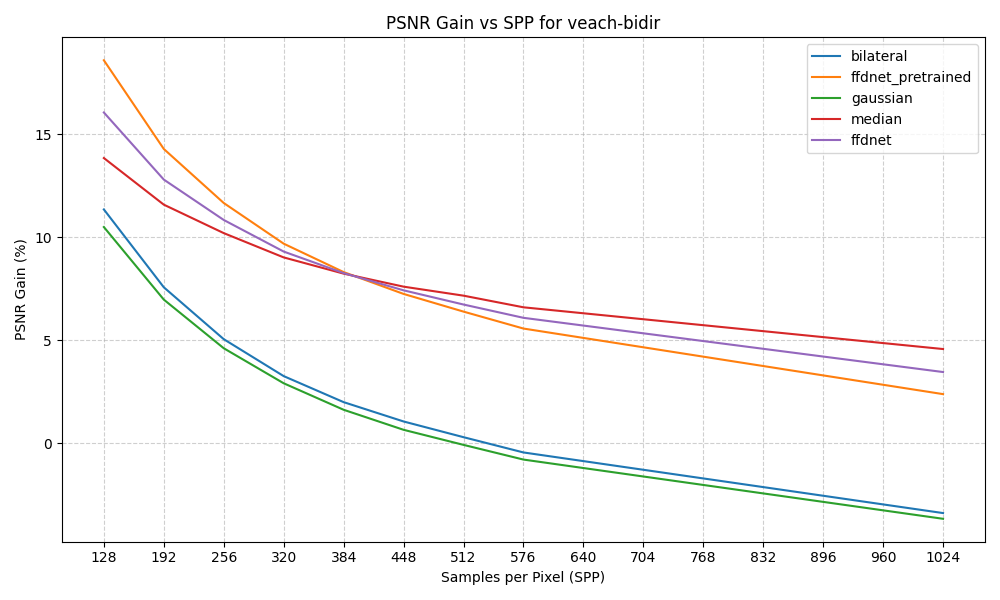 PSNR Gain vs SPP for veach-bidir
bilateral
ffdnet_pretrained
gaussian
median
ffdnet
PSNR Gain (%)
15
10
5
0
128 192 256 320 384 448 512 576 640 704 768 832 896 960 1024
Samples per Pixel (SPP)